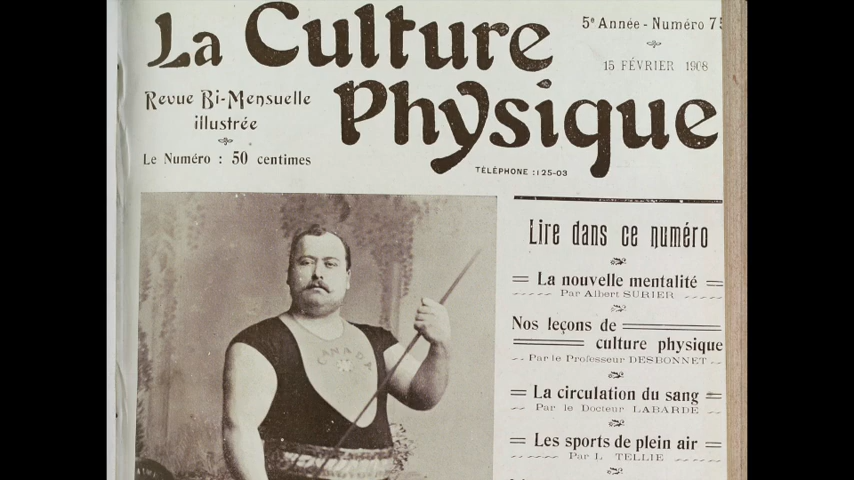 La Culture
Physique
5e Année - Numéro 75
15 FÉVRIER 1908
Revue Bi-Mensuelle
illustrée
Le Numéro : 50 centimes
TÉLÉPHONE : 125-03
CANADA
Lire dans ce numéro
La nouvelle mentalité
Par Albert SURIER
Nos leçons de
culture physique
Par le Professeur DESBONNET
La circulation du sang
Par le Docteur LABARDE
Les sports de plein air
Par L. TELLIE